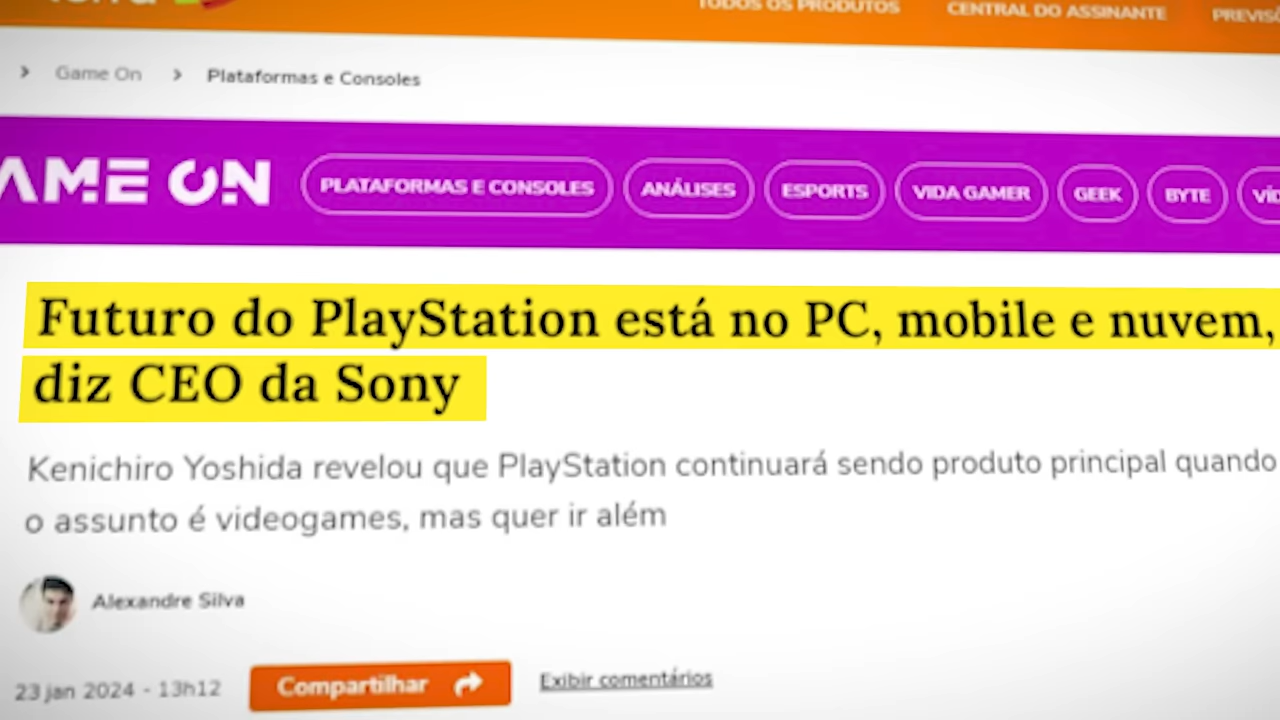 TODOS OS PRODUTOS CENTRAL DO ASSINANTE
Game On Plataformas e Consoles
ON PLATAFORMAS E CONSOLES ANÁLISES ESPORTS VIDA GAMER GEEK BYTE
Futuro do PlayStation está no PC, mobile e nuvem,
diz CEO da Sony
Kenichiro Yoshida revelou que PlayStation continuará sendo produto principal quando
o assunto é videogames, mas quer ir além
Alexandre Silva
23 jan 2024 - 13h12 Compartilhar Exibir comentários